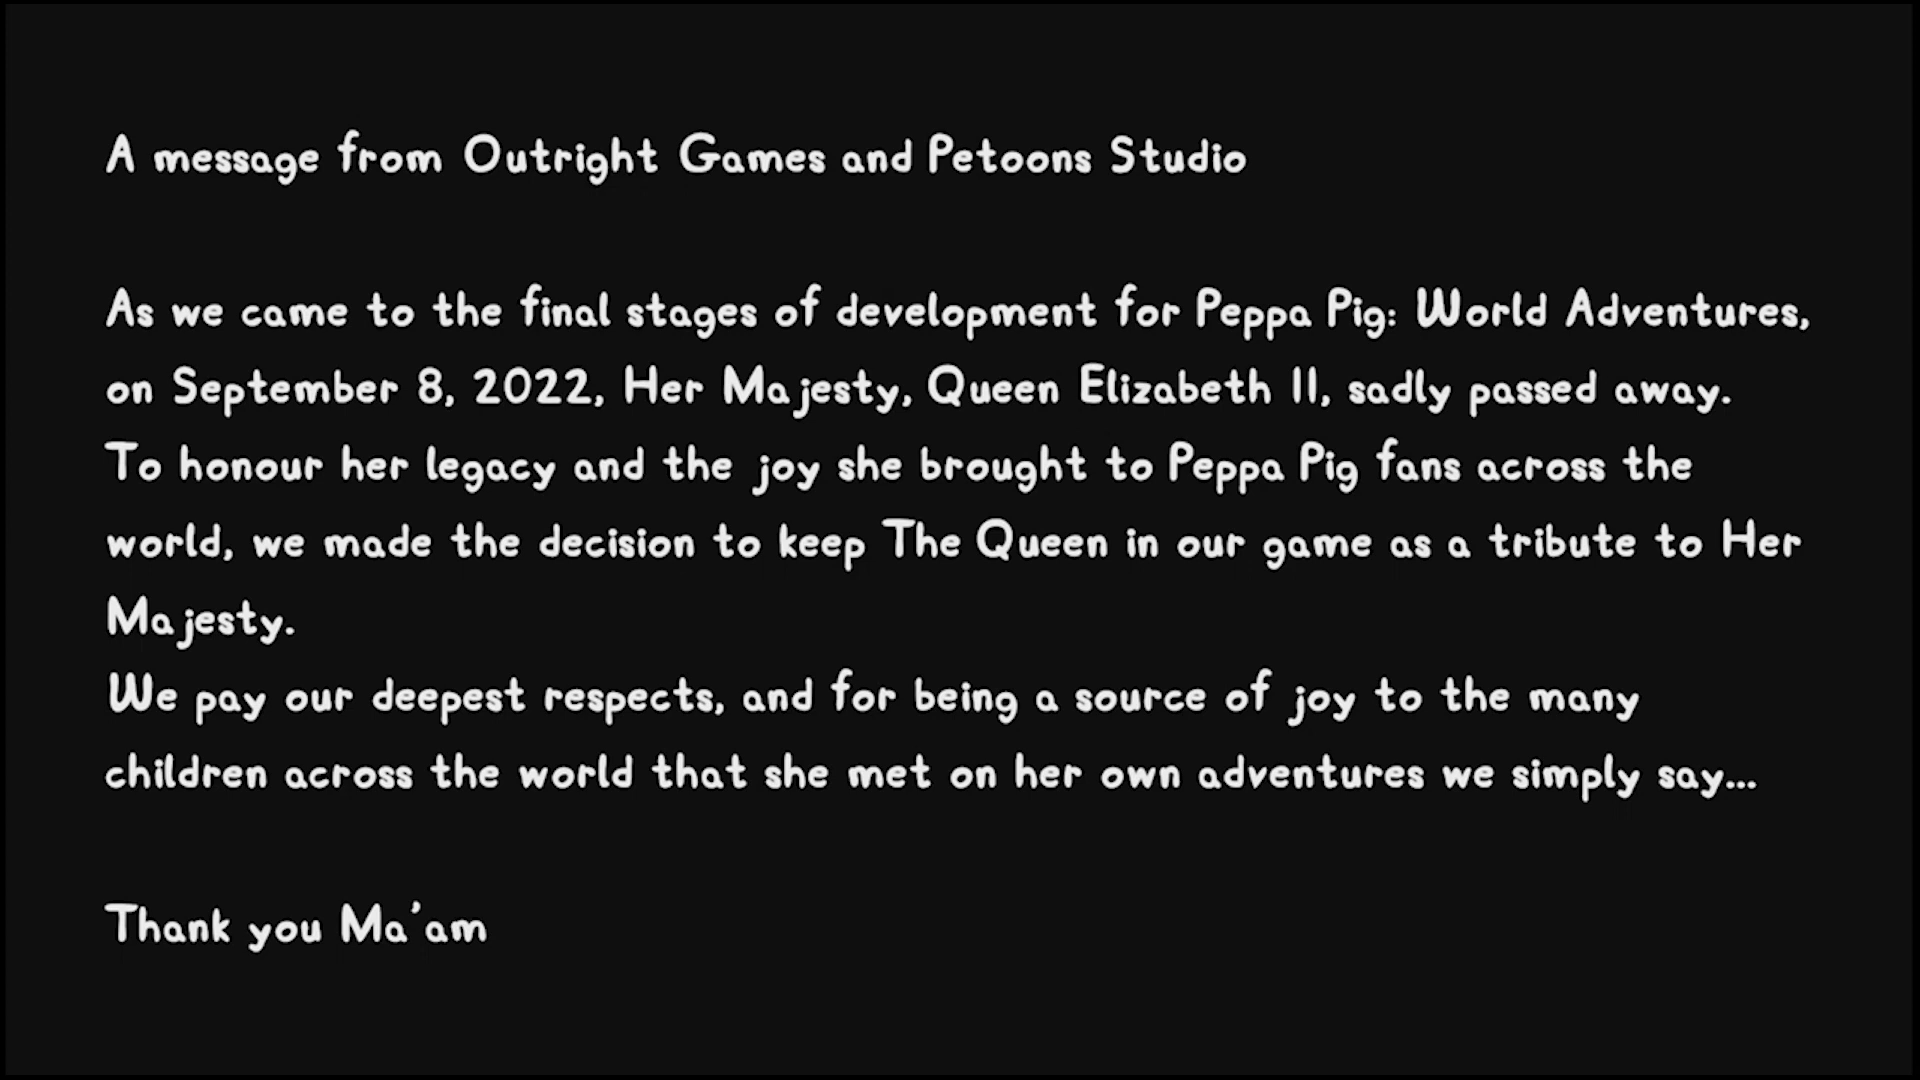 A message from Outright Games and Petoons Studio
As we came to the final stages of development for Peppa Pig: World Adventures,
on September 8, 2022, Her Majesty, Queen Elizabeth II, sadly passed away.
To honour her legacy and the joy she brought to Peppa Pig fans across the
world, we made the decision to keep The Queen in our game as a tribute to Her
Majesty.
We pay our deepest respects, and for being a source of joy to the many
children across the world that she met on her own adventures we simply say...
Thank you Ma'am